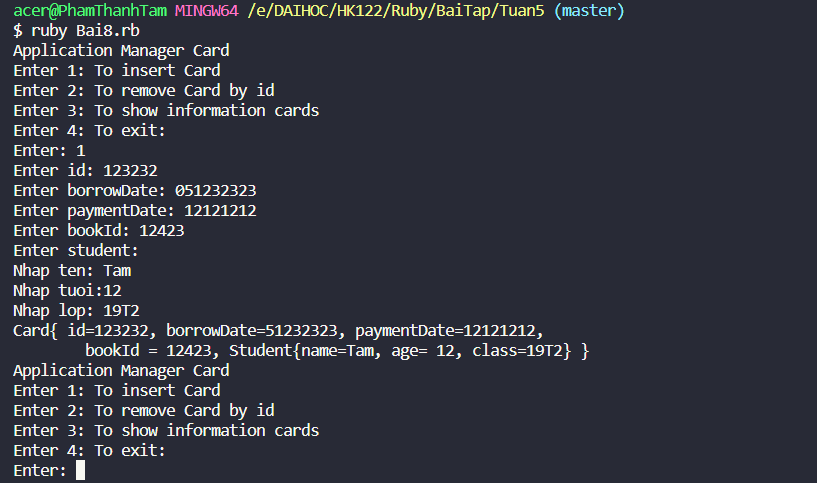 acer@PhamThanhTam MINGW64 /e/DAIHOC/HK122/Ruby/BaiTap/Tuan5 (master)
$ ruby Bai8.rb
Application Manager Card
Enter 1: To insert Card
Enter 2: To remove Card by id
Enter 3: To show information cards
Enter 4: To exit:
Enter: 1
Enter id: 123232
Enter borrowDate: 051232323
Enter paymentDate: 12121212
Enter bookId: 12423
Enter student:
Nhap ten: Tam
Nhap tuoi:12
Nhap lop: 19T2
Card{ id=123232, borrowDate=51232323, paymentDate=12121212,
bookId = 12423, Student{name=Tam, age= 12, class=19T2} }
Application Manager Card
Enter 1: To insert Card
Enter 2: To remove Card by id
Enter 3: To show information cards
Enter 4: To exit:
Enter: